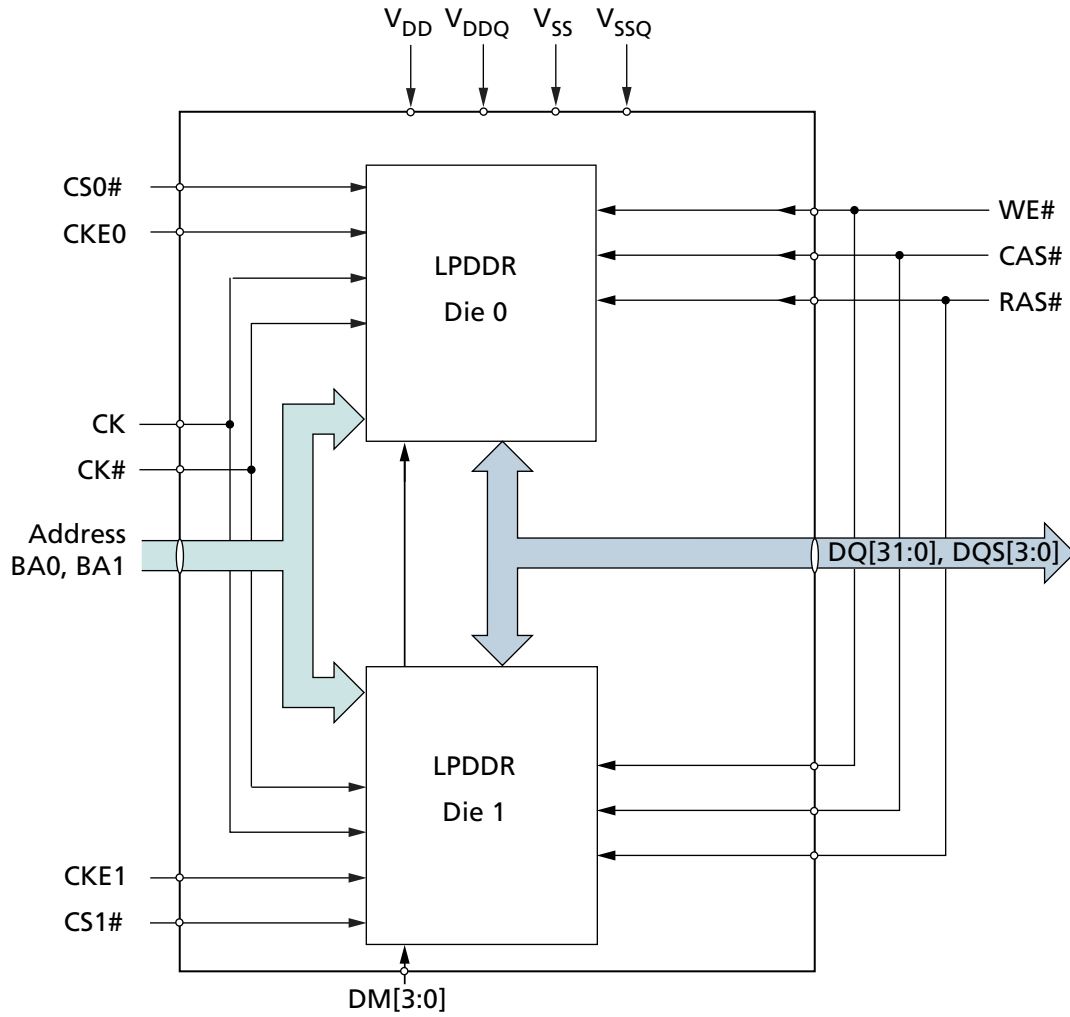 VDD VDDQ VSS VSSQ
CS0#
CKE0
WE#
CAS#
RAS#
LPDDR
Die 0
CK
CK#
Address
BA0, BA1
DQ[31:0], DQS[3:0]
LPDDR
Die 1
CKE1
CS1#
DM[3:0]